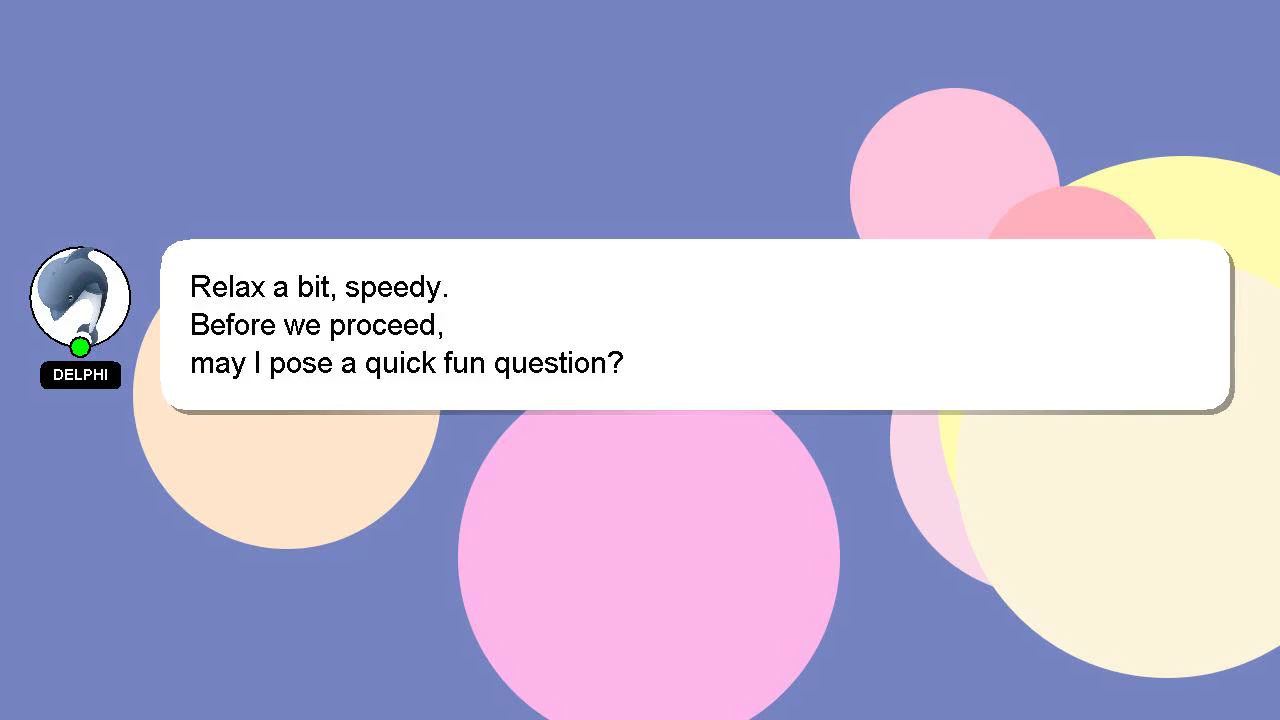 Relax a bit, speedy.
Before we proceed,
may I pose a quick fun question?
DELPHI